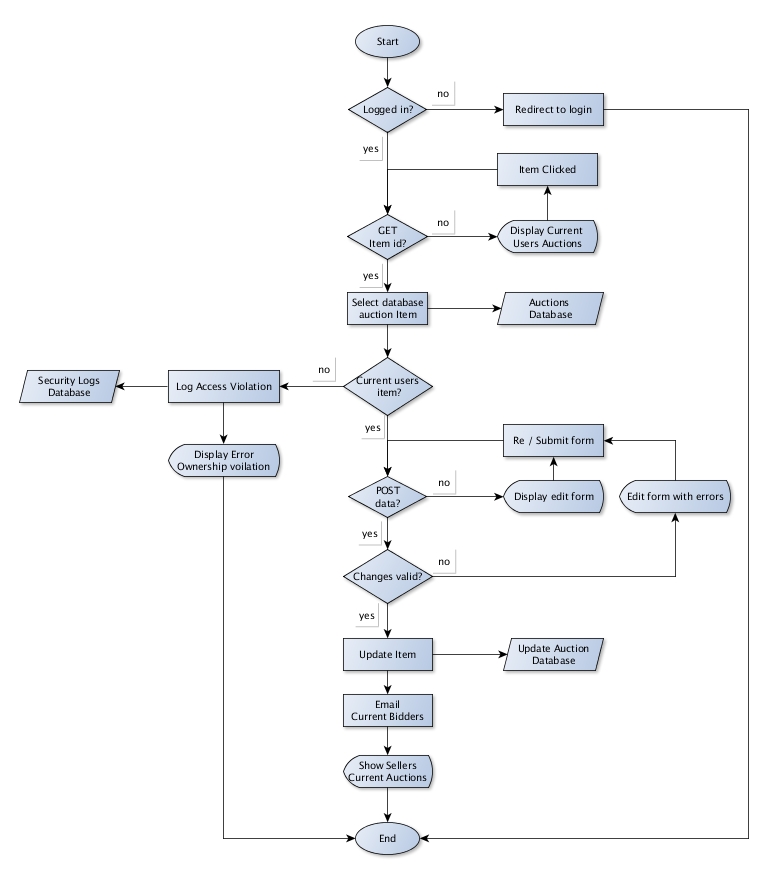 Start
no
Logged in?
Redirect to login
yes
Item Clicked
no
GET
Item id?
Display Current
Users Auctions
yes
Select database
auction Item
Auctions
Database
no
Current users
item?
Log Access Violation
Security Logs
Database
yes
Re / Submit form
Display Error
Ownership voilation
no
POST
data?
Display edit form
Edit form with errors
yes
no
Changes valid?
yes
Update Item
Update Auction
Database
Email
Current Bidders
Show Sellers
Current Auctions
End